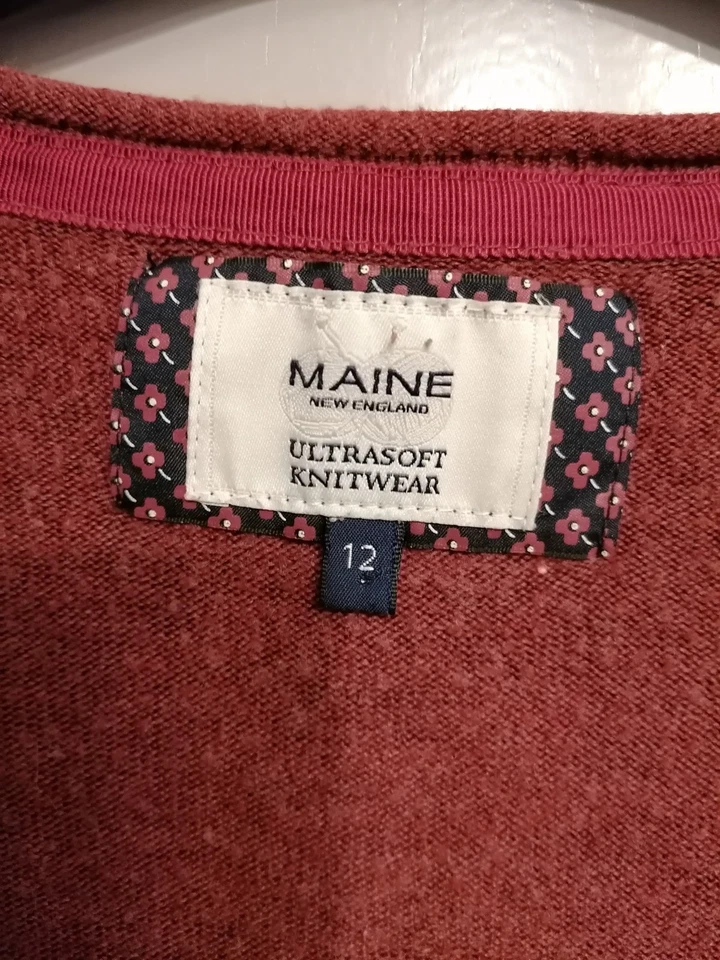 MAINE
NEW ENGLAND
ULTRASOFT
KNITWEAR
12